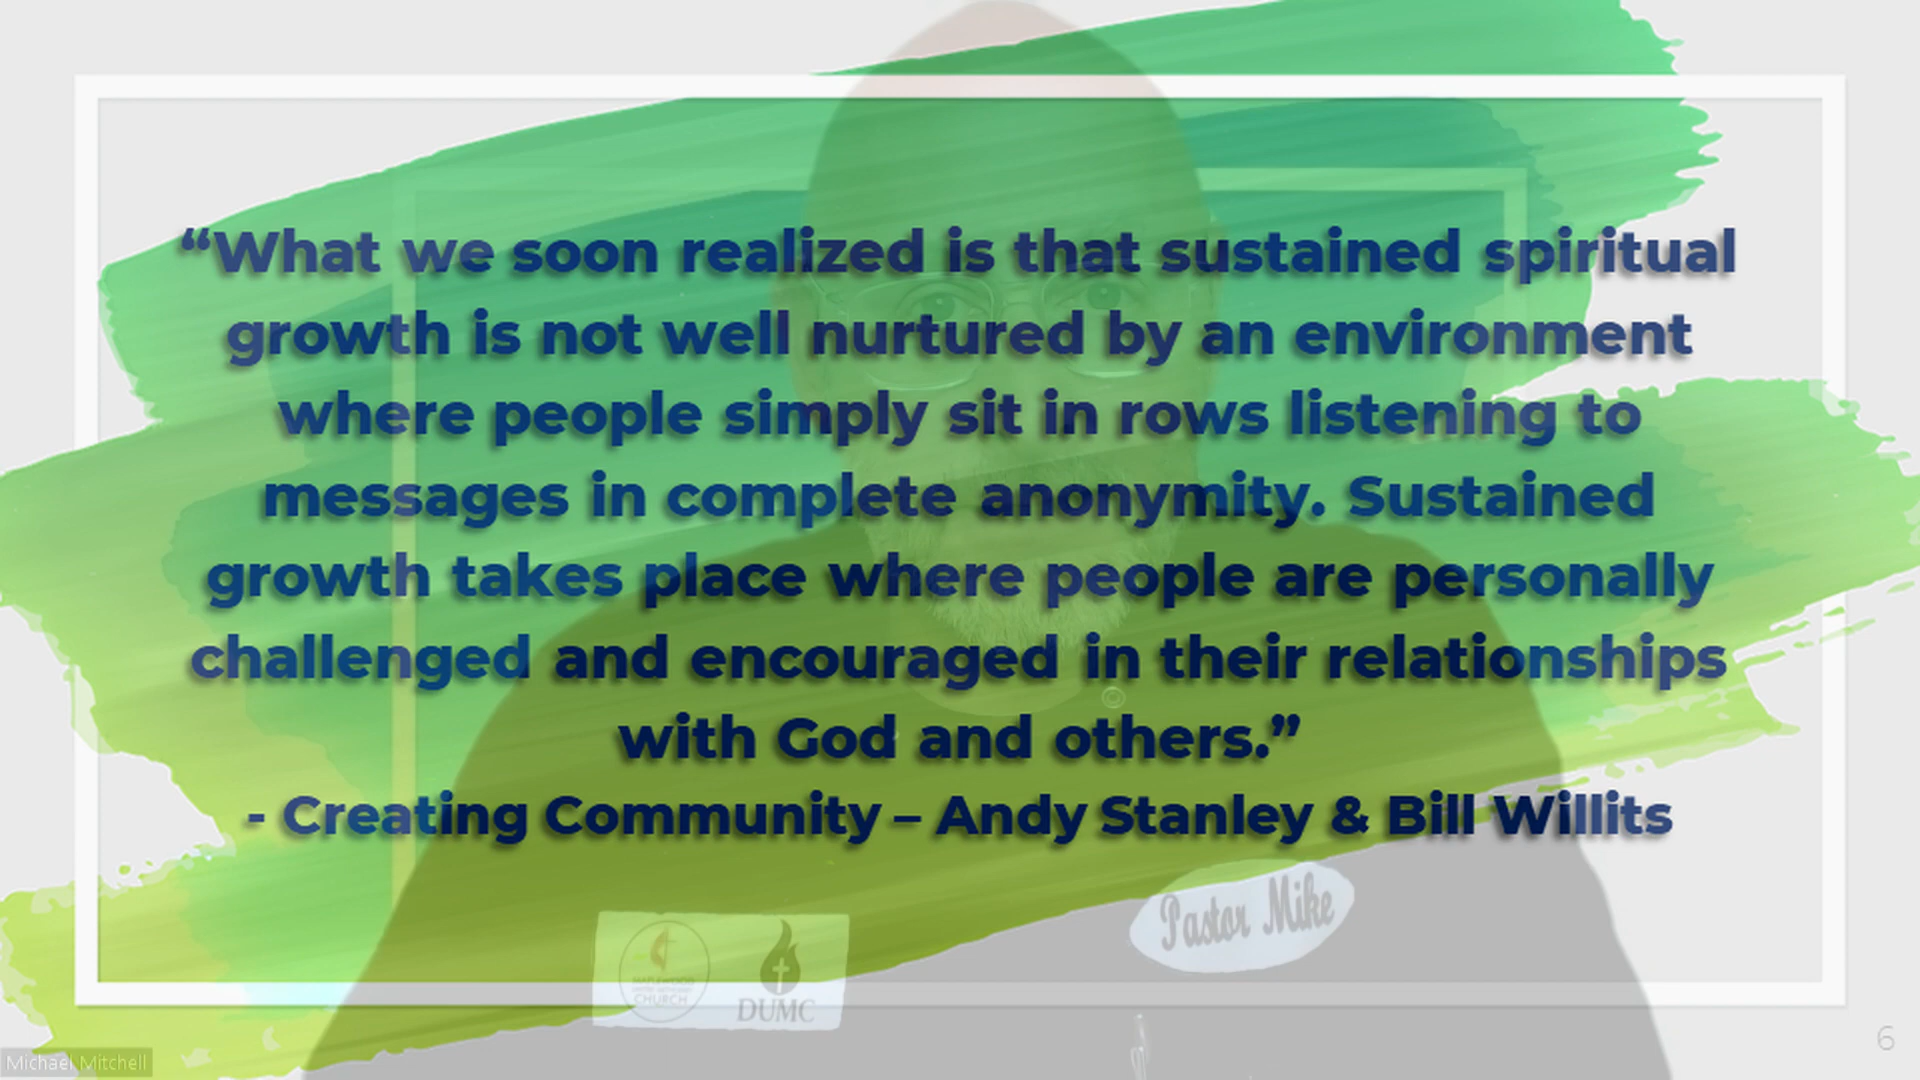 “What we soon realized is that sustained spiritual
growth is not well nurtured by an environment
where people simply sit in rows listening to
messages in complete anonymity. Sustained
growth takes place where people are personally
challenged and encouraged in their relationships
with God and others.”
- Creating Community – Andy Stanley & Bill Willits
Pastor Mike
CHURCH
DUMC
6
Michael Mitchell